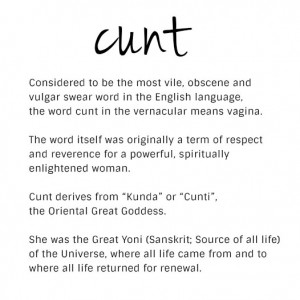 cunt
Considered to be the most vile, obscene and
vulgar swear word in the English language,
the word cunt in the vernacular means vagina.
The word itself was originally a term of respect
and reverence for a powerful, spiritually
enlightened woman.
Cunt derives from “Kunda” or “Cunti”,
the Oriental Great Goddess.
She was the Great Yoni (Sanskrit; Source of all life)
of the Universe, where all life came from and to
where all life returned for renewal.